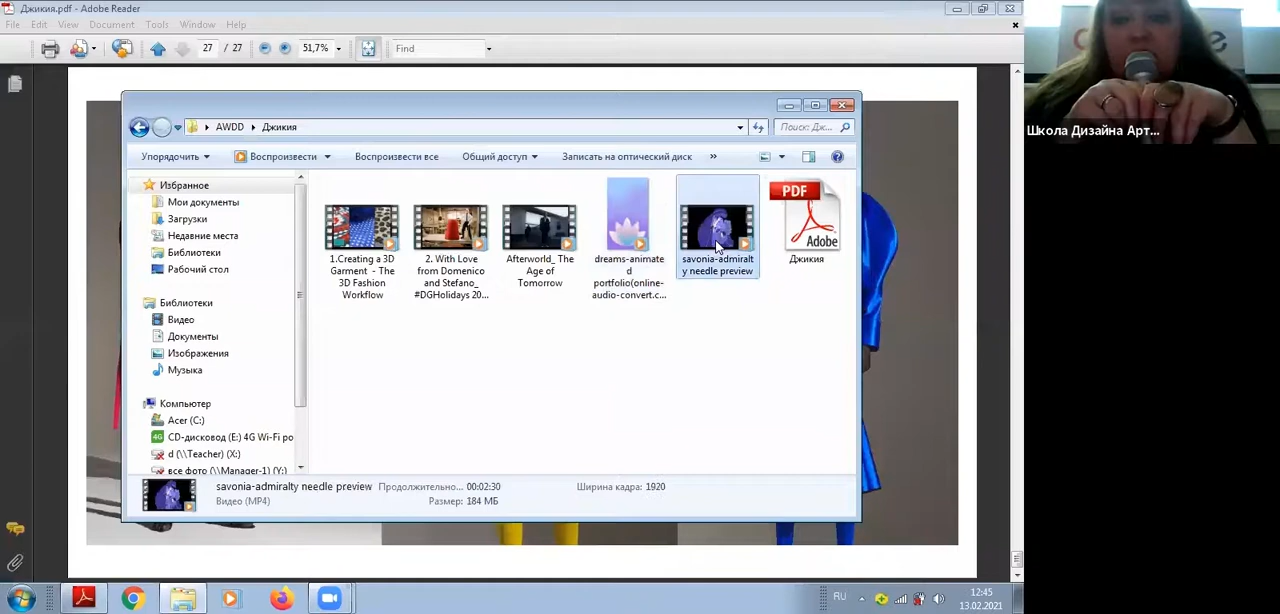 Джикия.pdf - Adobe Reader
File Edit View Document Tools Window Help
27 / 27 51,7% Find
AWDD Джикия Поиск: Дж...
Упорядочить Воспроизвести Воспроизвести все Общий доступ Записать на оптический диск »
Избранное
Мои документы
Загрузки
Недавние места
Библиотеки
Рабочий стол
Библиотеки
Видео
Документы
Изображения
Музыка
Компьютер
Acer (C:)
CD-дисковод (E:) 4G Wi-Fi po
d (\\Teacher) (X:)
все фото (\\Manager-1) (Y:)
1.Creating a 3D
Garment - The
3D Fashion
Workflow
2. With Love
from Domenico
and Stefano_
#DGHolidays 20...
Afterworld_ The
Age of
Tomorrow
dreams-animate
d
portfolio(online-
audio-convert.c...
savonia-admiralt
y needle preview
PDF
Adobe
Джикия
savonia-admiralty needle preview Продолжительно... 00:02:30 Ширина кадра: 1920
Видео (MP4) Размер: 184 МБ
Школа Дизайна Арт...
RU 12:45
13.02.2021